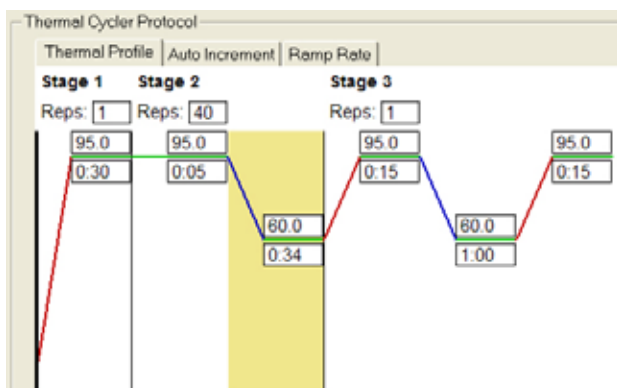 Thermal Cycler Protocol
Thermal Profile Auto Increment Ramp Rate
Stage 1 Stage 2 Stage 3
Reps: 1 Reps: 40 Reps: 1
95.0 95.0 95.0 95.0
0:30 0:05 0:15 0:15
60.0 60.0
0:34 1:00